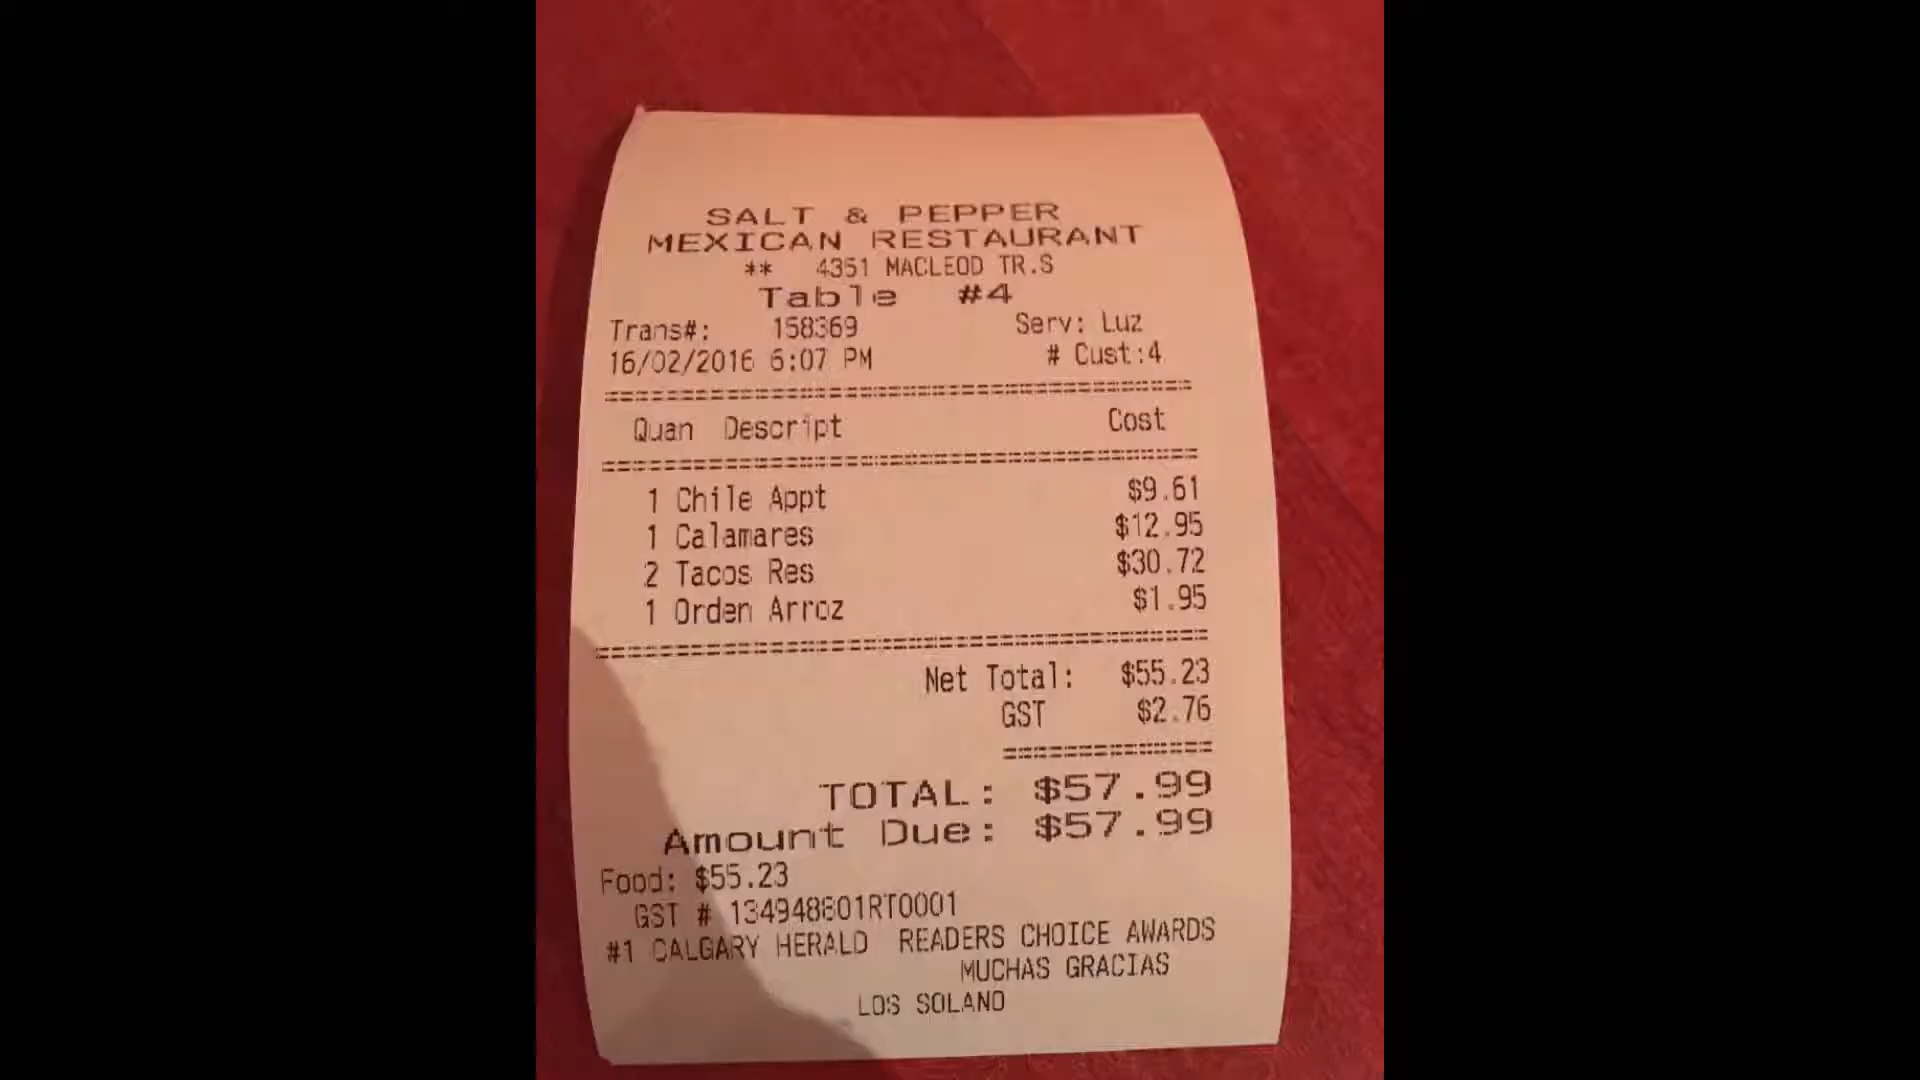 SALT & PEPPER
MEXICAN RESTAURANT
** 4351 MACLEOD TR.S
Table #4
Trans#: 158369 Serv: Luz
16/02/2016 6:07 PM # Cust:4
Quan Descript Cost
1 Chile Appt $9.61
1 Calamares $12.95
2 Tacos Res $30.72
1 Orden Arroz $1.95
Net Total: $55.23
GST $2.76
TOTAL: $57.99
Amount Due: $57.99
Food: $55.23
GST # 134948801RT0001
#1 CALGARY HERALD READERS CHOICE AWARDS
MUCHAS GRACIAS
LOS SOLANO